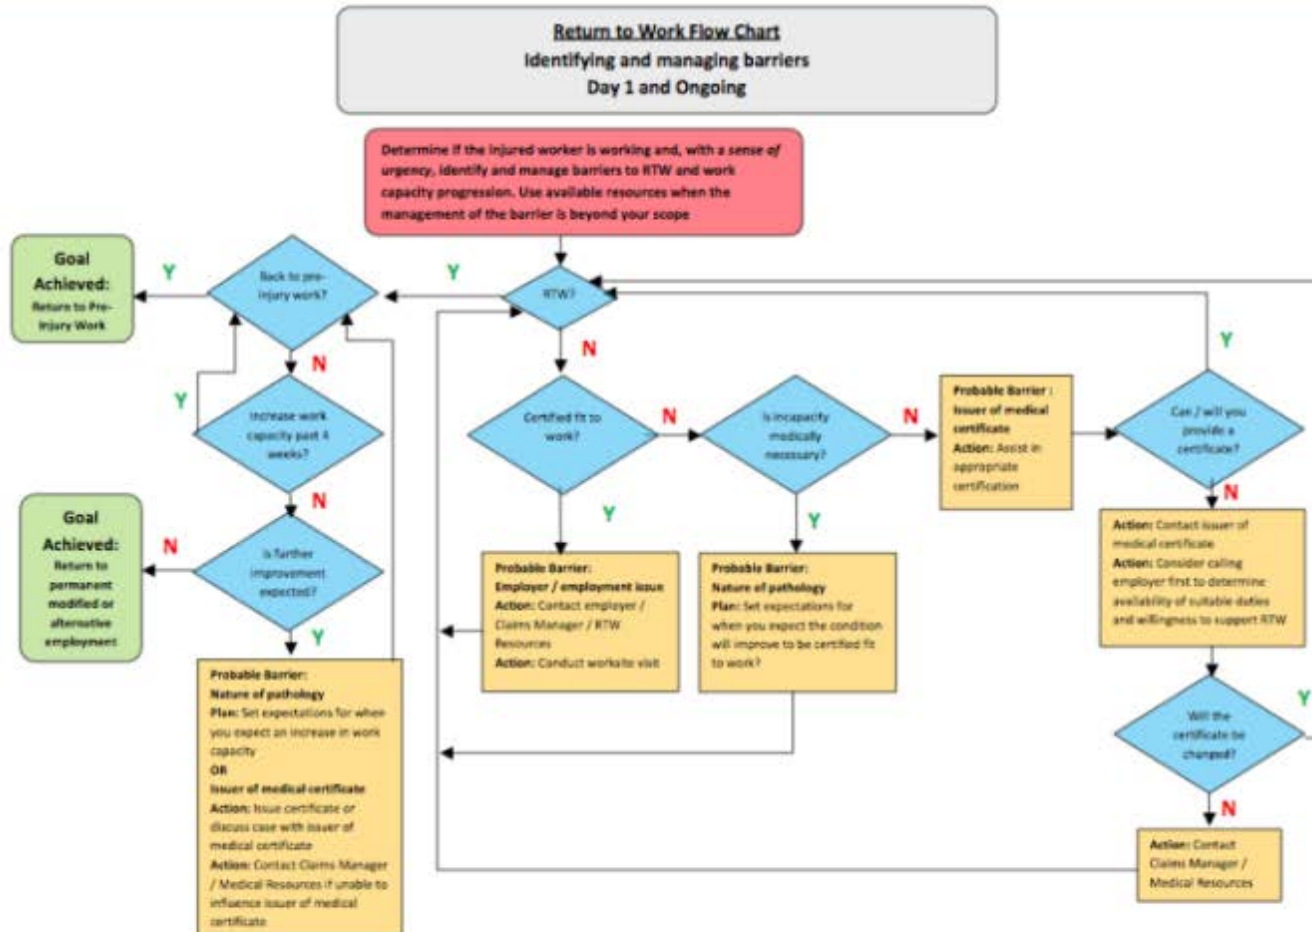 Return to Work Flow Chart
Identifying and managing barriers
Day 1 and Ongoing
Determine if the injured worker is working and, with a sense of
urgency, identify and manage barriers to RTW and work
capacity progression. Use available resources when the
management of the barrier is beyond your scope
Goal
Achieved:
Return to Pre-
Injury Work
Y
Back to pre-
injury work?
Y
RTW?
N
N
Y
Increase work
capacity past 4
weeks?
N
Goal
Achieved:
Return to
permanent
modified or
alternative
employment
N
Is further
improvement
expected?
Y
Probable Barrier:
Nature of pathology
Plan: Set expectations for when
you expect an increase in work
capacity
OR
Issuer of medical certificate
Action: Issue certificate or
discuss case with issuer of
medical certificate
Action: Contact Claims Manager
/ Medical Resources if unable to
influence issuer of medical
certificate
Certified fit to
work?
N
Y
Probable Barrier:
Employer / employment issue
Action: Contact employer /
Claims Manager / RTW
Resources
Action: Conduct worksite visit
Is incapacity
medically
necessary?
N
Y
Probable Barrier:
Nature of pathology
Plan: Set expectations for
when you expect the condition
will improve to be certified fit
to work?
Probable Barrier :
Issuer of medical
certificate
Action: Assist in
appropriate
certification
Y
Can / will you
provide a
certificate?
N
Action: Contact issuer of
medical certificate
Action: Consider calling
employer first to determine
availability of suitable duties
and willingness to support RTW
Will the
certificate be
changed?
Y
N
Action: Contact
Claims Manager /
Medical Resources